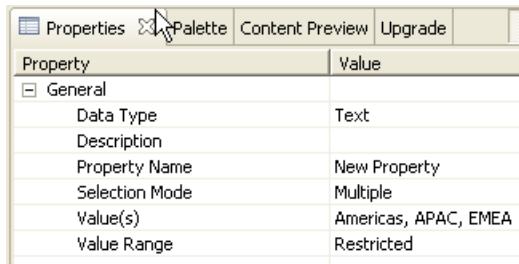 Properties Palette Content Preview Upgrade
Property Value
General
Data Type Text
Description
Property Name New Property
Selection Mode Multiple
Value(s) Americas, APAC, EMEA
Value Range Restricted